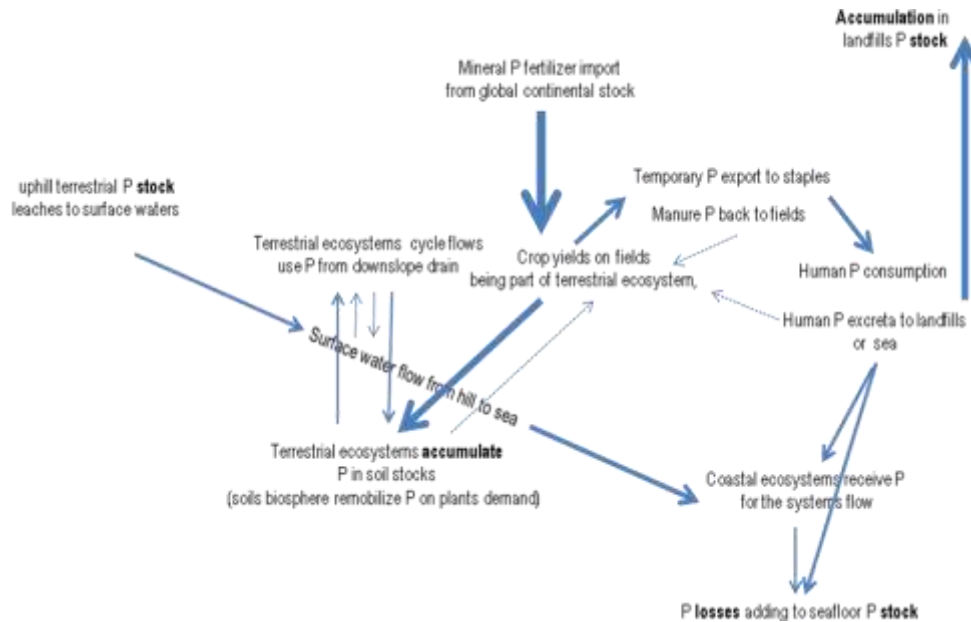 Accumulation in
landfills P stock
Mineral P fertilizer import
from global continental stock
uphill terrestrial P stock
leaches to surface waters
Temporary P export to staples
Manure P back to fields
Terrestrial ecosystems cycle flows
use P from downslope drain
Crop yields on fields
being part of terrestrial ecosystem,
Human P consumption
Human P excreta to landfills
or sea
Surface water flow from hill to sea
Terrestrial ecosystems accumulate
P in soil stocks
(soils biosphere remobilize P on plants demand)
Coastal ecosystems receive P
for the systems flow
P losses adding to seafloor P stock